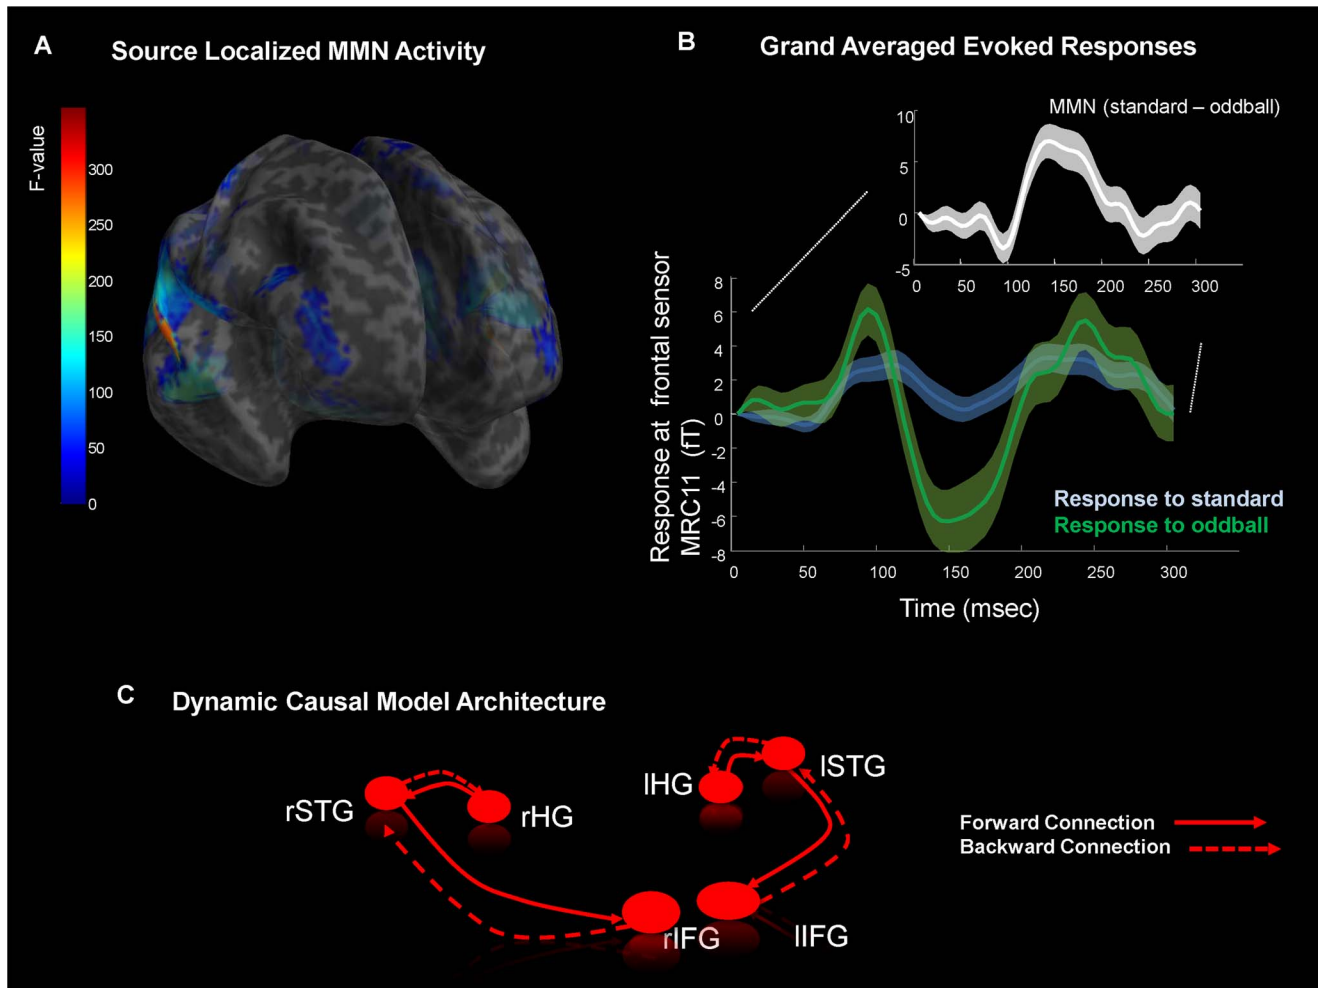 A
Source Localized MMN Activity
F-value
300
250
200
150
100
50
0
B
Grand Averaged Evoked Responses
MMN (standard – oddball)
10
5
0
-5
0 50 100 150 200 250 300
Response at frontal sensor
MRC11 (fT)
8
6
4
2
0
-2
-4
-6
-8
Response to standard
Response to oddball
0 50 100 150 200 250 300
Time (msec)
C
Dynamic Causal Model Architecture
rSTG
rHG
lHG
lSTG
rIFG
lIFG
Forward Connection
Backward Connection